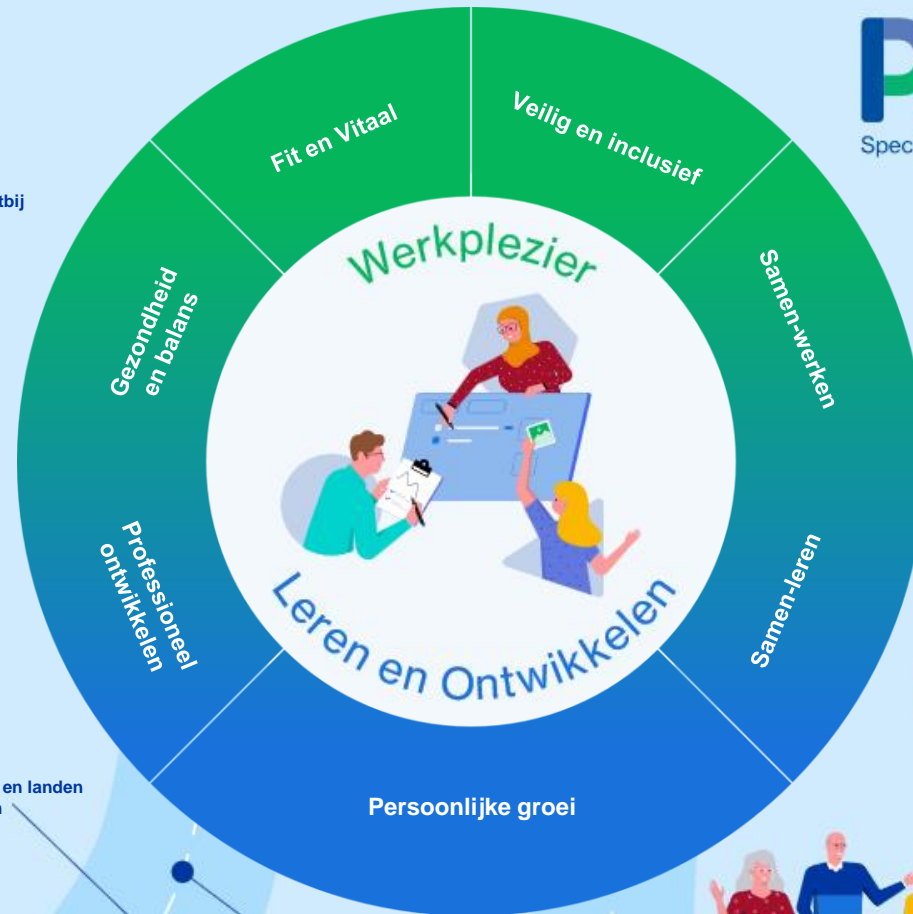 Fit en Vitaal
Veilig en inclusief
Spec
tbij
Werkplezier
Gezondheid
en balans
Samen-werken
Professioneel
ontwikkelen
Samen-leren
Leren en Ontwikkelen
en landen
Persoonlijke groei